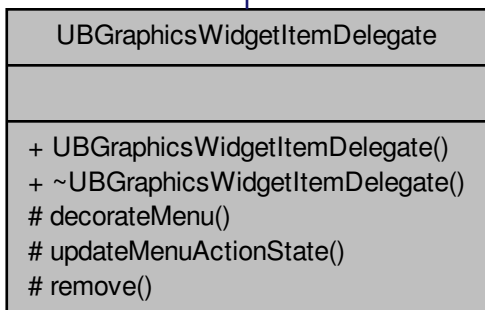 UBGraphicsWidgetItemDelegate
+ UBGraphicsWidgetItemDelegate()
+ ~UBGraphicsWidgetItemDelegate()
# decorateMenu()
# updateMenuActionState()
# remove()